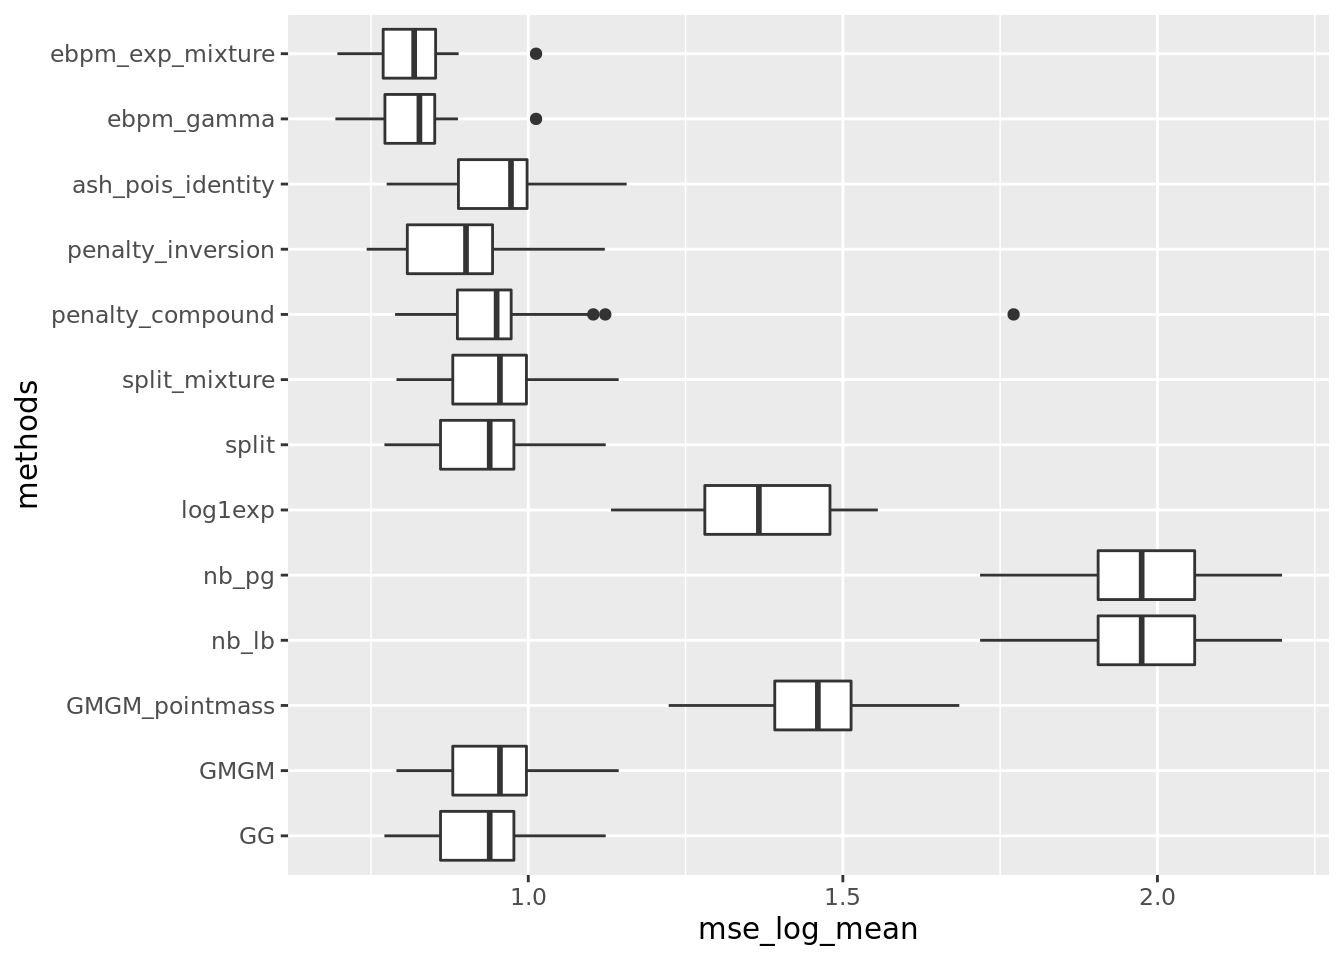 ebpm_exp_mixture
ebpm_gamma
ash_pois_identity
penalty_inversion
penalty_compound
split_mixture
split
log1exp
nb_pg
nb_lb
GMGM_pointmass
GMGM
GG
methods
1.0 1.5 2.0
mse_log_mean